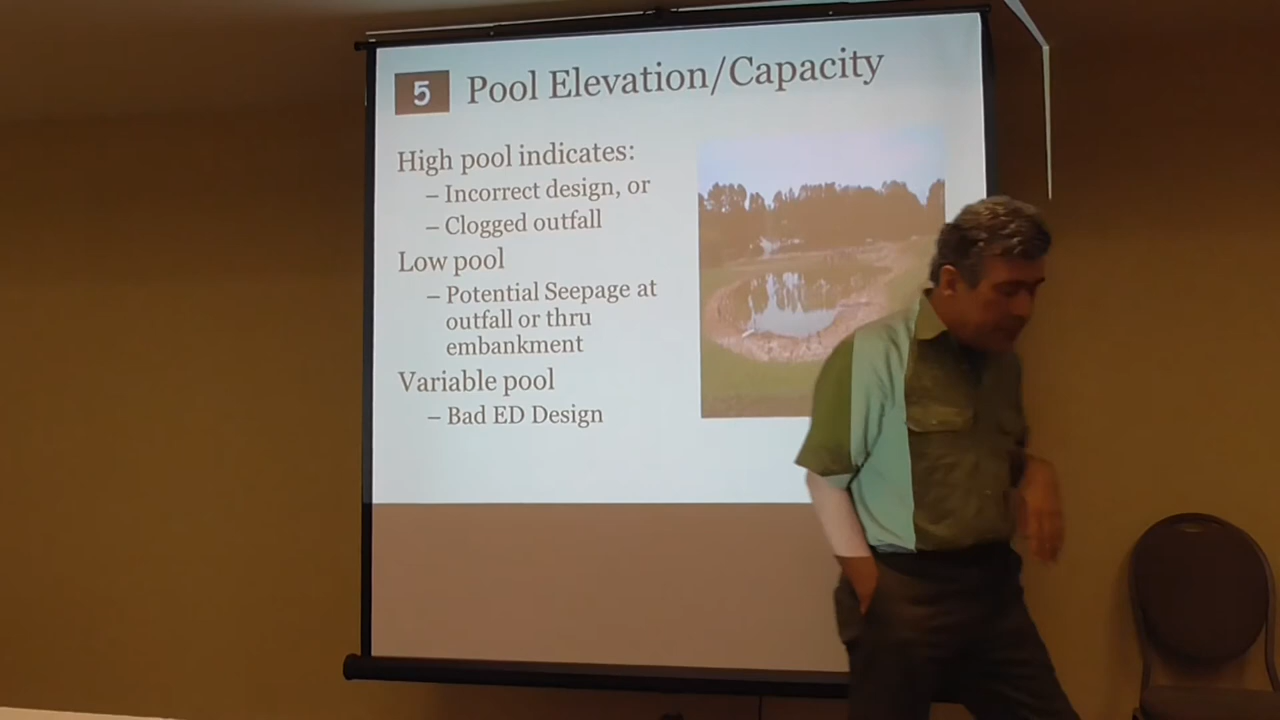 5 Pool Elevation/Capacity
High pool indicates:
– Incorrect design, or
– Clogged outfall
Low pool
– Potential Seepage at
outfall or thru
embankment
Variable pool
– Bad ED Design